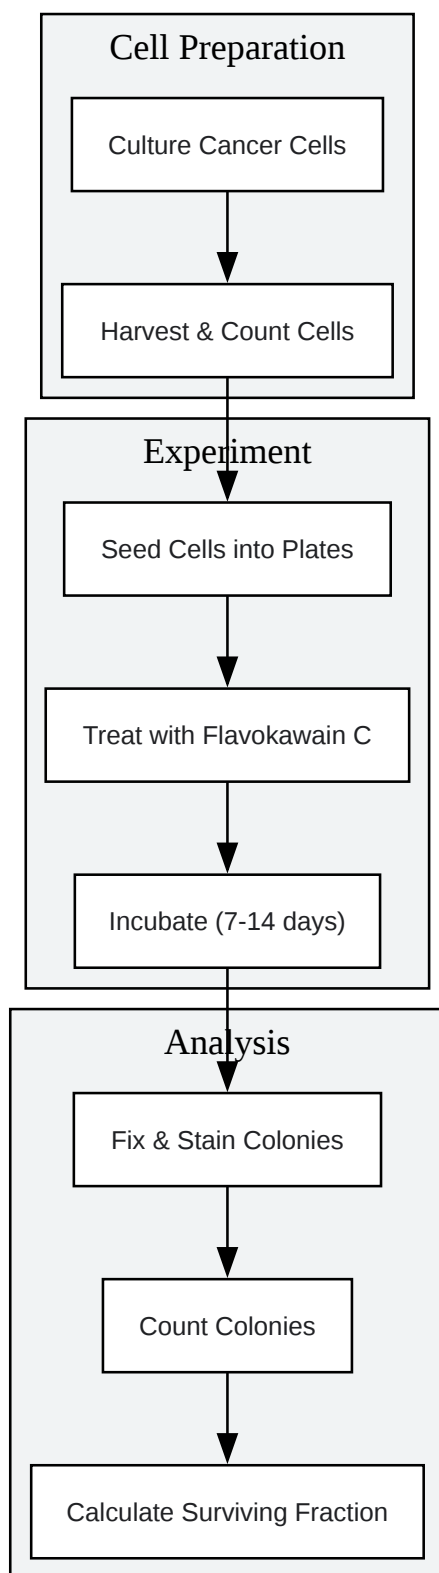 Cell Preparation
Culture Cancer Cells
Harvest & Count Cells
Experiment
Seed Cells into Plates
Treat with Flavokawain C
Incubate (7-14 days)
Analysis
Fix & Stain Colonies
Count Colonies
Calculate Surviving Fraction